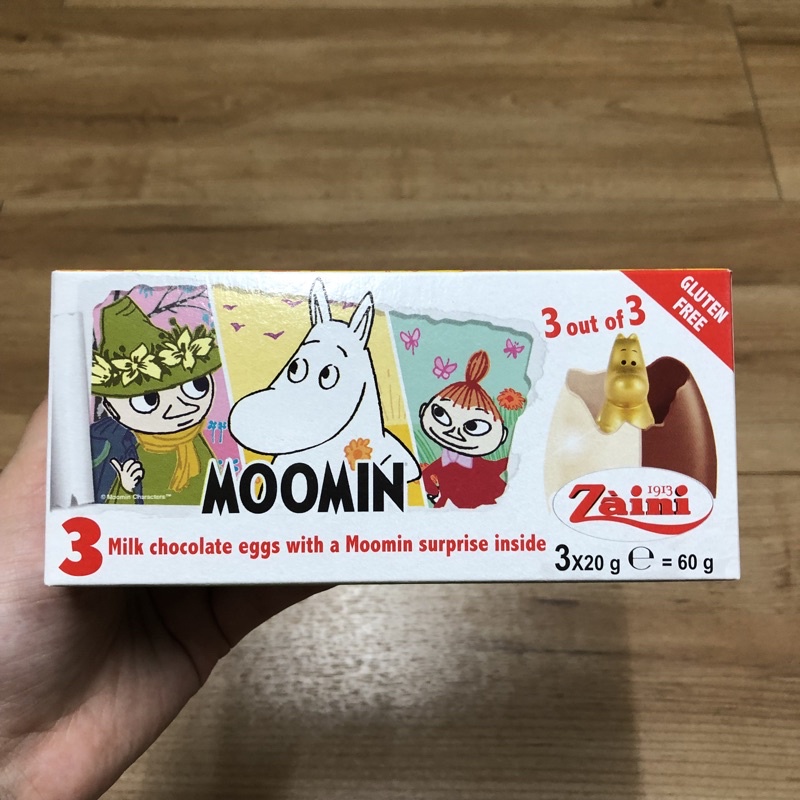 GLUTEN
FREE
3 out of 3
© Moomin Characters™
MOOMIN
1913
Zàini
3 Milk chocolate eggs with a Moomin surprise inside
3X20 g ℮ = 60 g